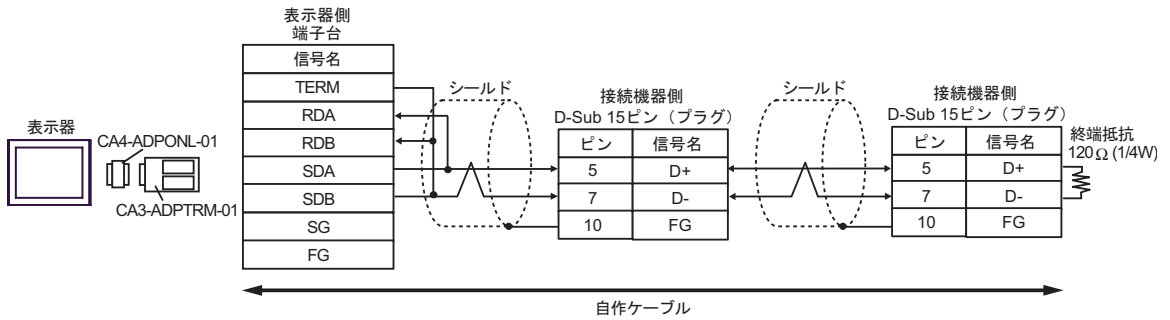 表示器
CA4-ADPONL-01
CA3-ADPTRM-01
表示器側
端子台
信号名
TERM
RDA
RDB
SDA
SDB
SG
FG
シールド
接続機器側
D-Sub 15ピン（プラグ）
ピン 信号名
5 D+
7 D-
10 FG
シールド
接続機器側
D-Sub 15ピン（プラグ）
ピン 信号名
5 D+
7 D-
10 FG
終端抵抗
120Ω (1/4W)
自作ケーブル